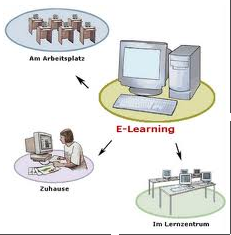 Am Arbeitsplatz
E-Learning
Zuhause
Im Lernzentrum